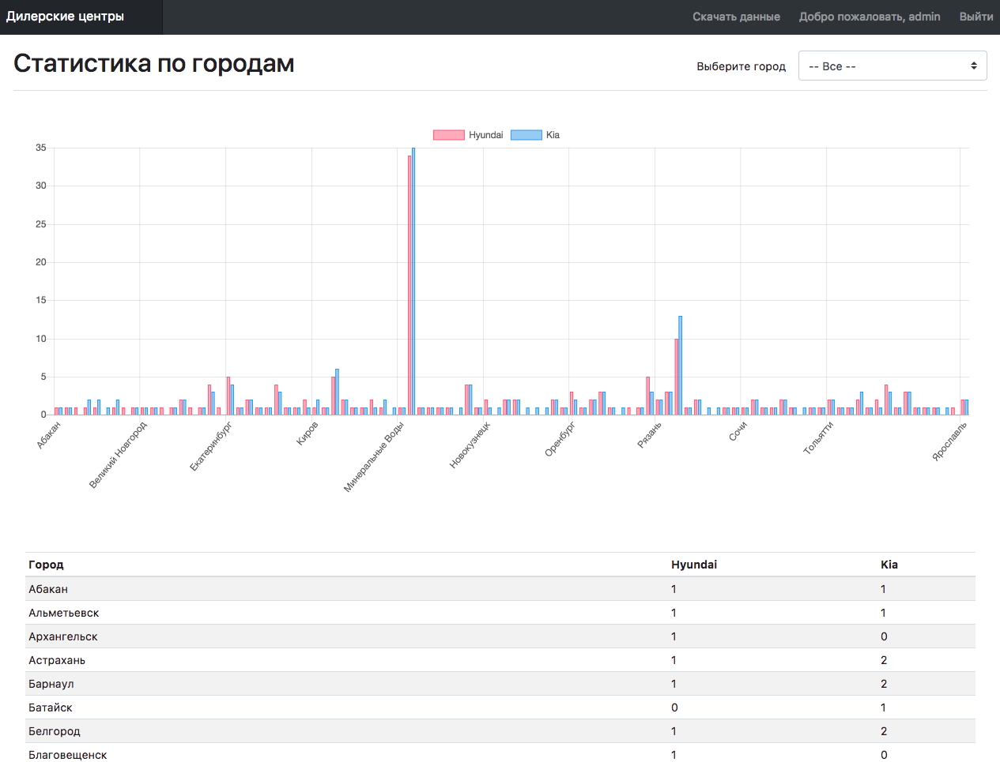 Дилерские центры Скачать данные Добро пожаловать, admin Выйти
Статистика по городам Выберите город -- Все --
Hyundai Kia
35
30
25
20
15
10
5
0
Абакан Великий Новгород Екатеринбург Киров Минеральные Воды Новокузнецк Оренбург Рязань Сочи Тольятти Ярославль
Город Hyundai Kia
Абакан 1 1
Альметьевск 1 1
Архангельск 1 0
Астрахань 1 2
Барнаул 1 2
Батайск 0 1
Белгород 1 2
Благовещенск 1 0